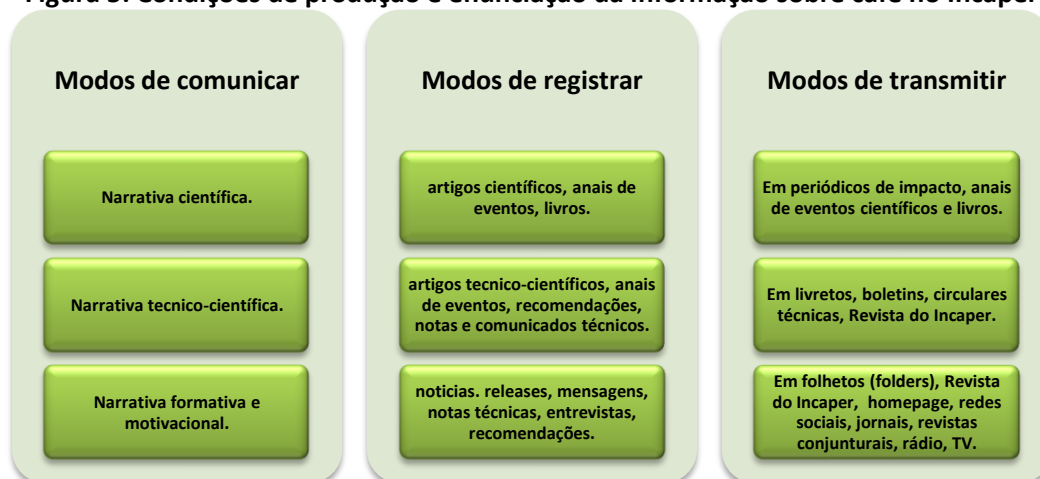 Figura 3. Condições de produção e enunciação da informação sobre café no Incaper
Modos de comunicar
Narrativa científica.
Narrativa tecnico-científica.
Narrativa formativa e
motivacional.
Modos de registrar
artigos científicos, anais de
eventos, livros.
artigos tecnico-científicos, anais
de eventos, recomendações,
notas e comunicados técnicos.
noticias. releases, mensagens,
notas técnicas, entrevistas,
recomendações.
Modos de transmitir
Em periódicos de impacto, anais
de eventos científicos e livros.
Em livretos, boletins, circulares
técnicas, Revista do Incaper.
Em folhetos (folders), Revista
do Incaper, homepage, redes
sociais, jornais, revistas
conjunturais, rádio, TV.